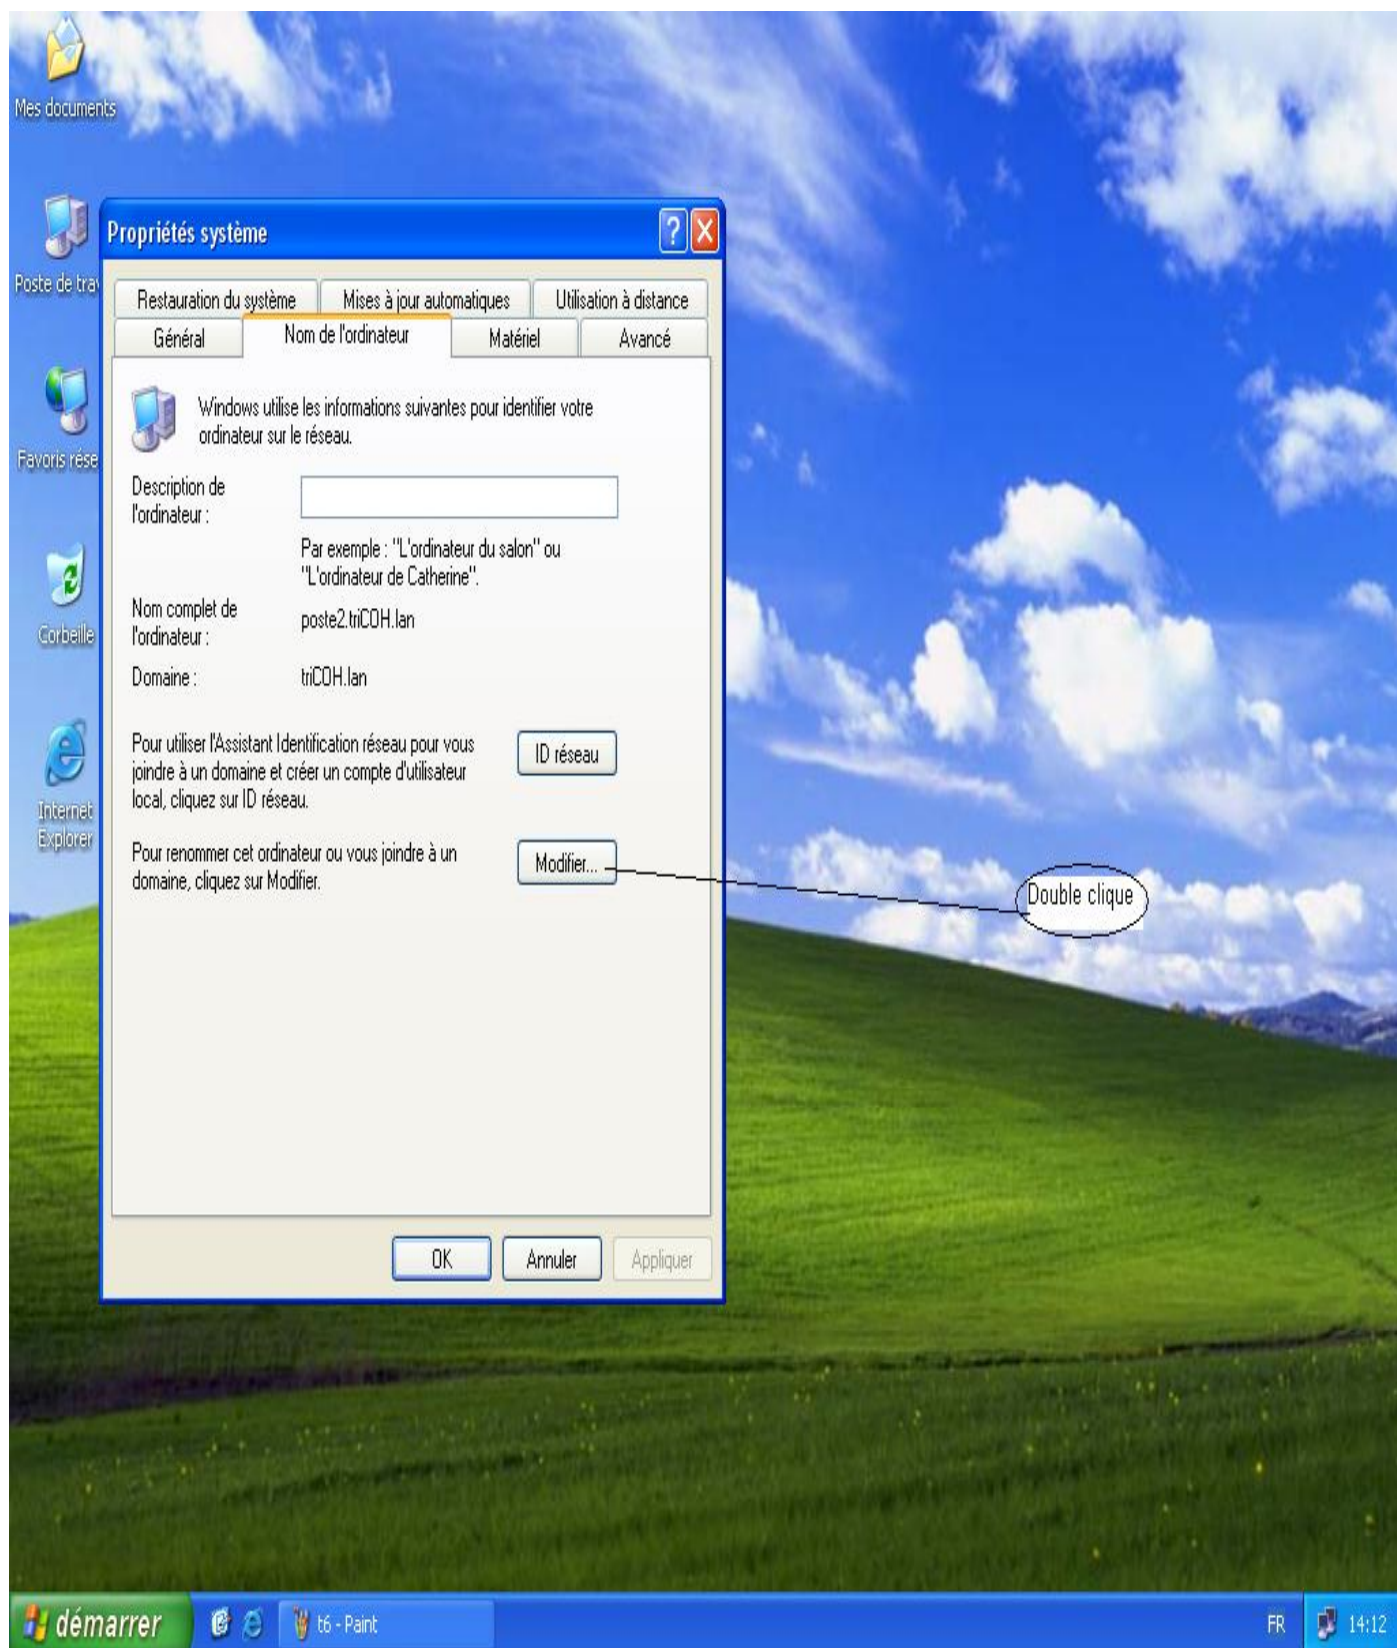 Mes documents
Poste de trav
Favoris rése
Corbeille
Internet
Explorer
Propriétés système
Restauration du système
Mises à jour automatiques
Utilisation à distance
Général
Nom de l'ordinateur
Matériel
Avancé
Windows utilise les informations suivantes pour identifier votre
ordinateur sur le réseau.
Description de
l'ordinateur :
Par exemple : "L'ordinateur du salon" ou
"L'ordinateur de Catherine".
Nom complet de
l'ordinateur :
poste2.triCOH.lan
Domaine :
triCOH.lan
Pour utiliser l'Assistant Identification réseau pour vous
joindre à un domaine et créer un compte d'utilisateur
local, cliquez sur ID réseau.
ID réseau
Pour renommer cet ordinateur ou vous joindre à un
domaine, cliquez sur Modifier.
Modifier...
Double clique
OK
Annuler
Appliquer
démarrer
t6 - Paint
FR
14:12